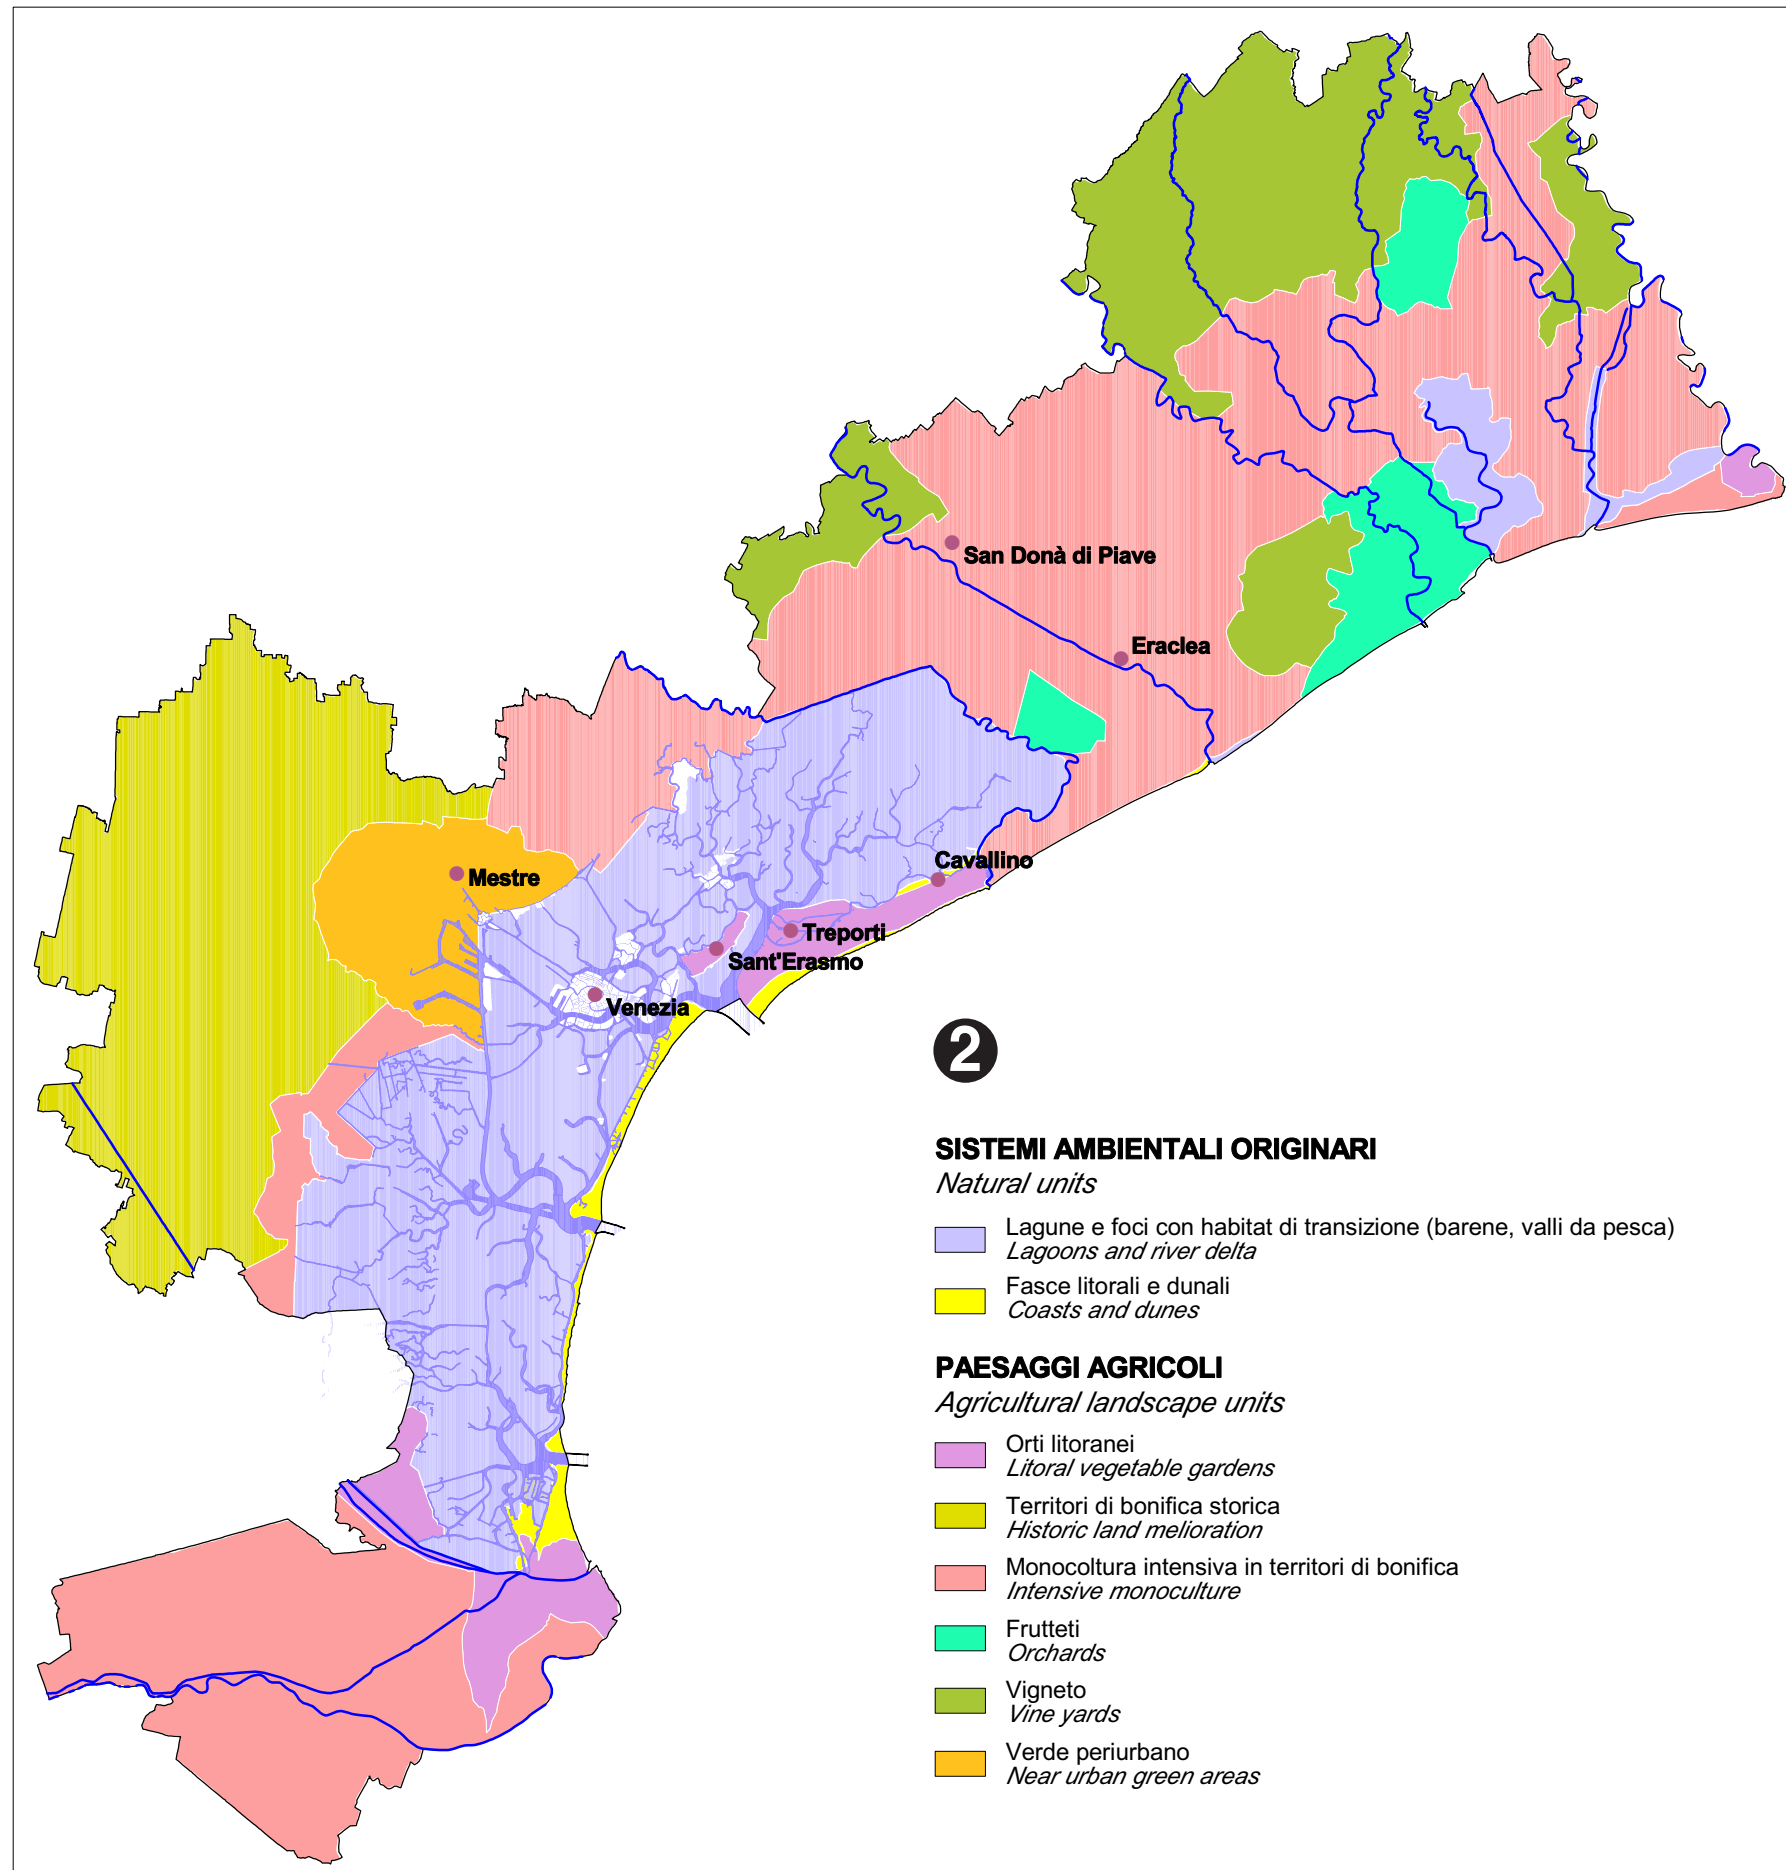 San Donà di Piave
Eraclea
Cavallino
Mestre
Treporti
Sant'Erasmo
Venezia
2
SISTEMI AMBIENTALI ORIGINARI
Natural units
Lagune e foci con habitat di transizione (barene, valli da pesca)
Lagoons and river delta
Fasce litorali e dunali
Coasts and dunes
PAESAGGI AGRICOLI
Agricultural landscape units
Orti litoranei
Litoral vegetable gardens
Territori di bonifica storica
Historic land melioration
Monocoltura intensiva in territori di bonifica
Intensive monoculture
Frutteti
Orchards
Vigneto
Vine yards
Verde periurbano
Near urban green areas